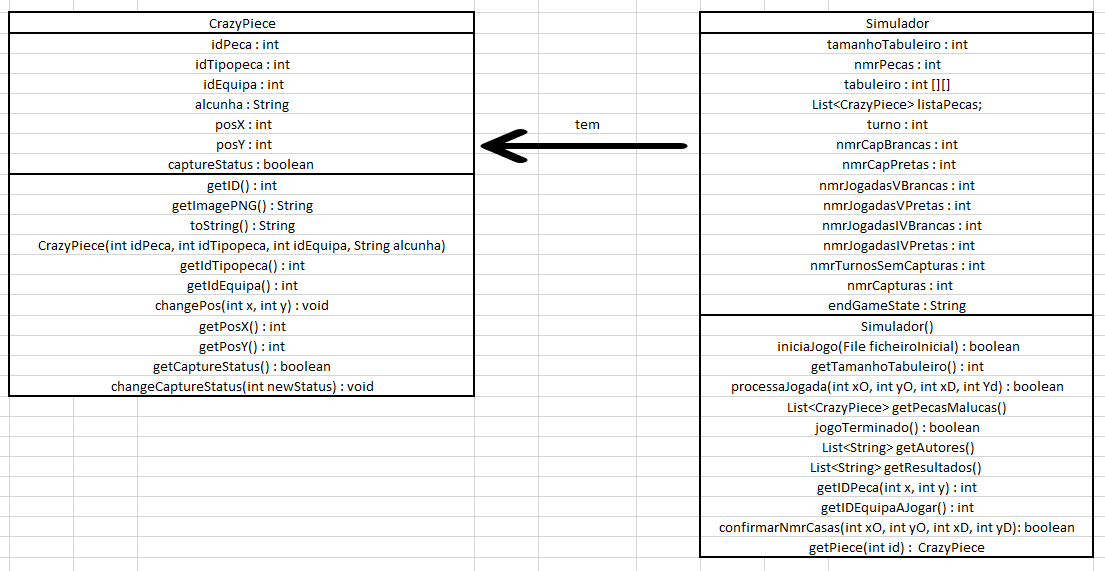 CrazyPiece
idPeca : int
idTipopeca : int
idEquipa : int
alcunha : String
posX : int
posY : int
captureStatus : boolean
getID() : int
getImagePNG() : String
toString() : String
CrazyPiece(int idPeca, int idTipopeca, int idEquipa, String alcunha)
getIdTipopeca() : int
getIdEquipa() : int
changePos(int x, int y) : void
getPosX() : int
getPosY() : int
getCaptureStatus() : boolean
changeCaptureStatus(int newStatus) : void
tem
Simulador
tamanhoTabuleiro : int
nmrPecas : int
tabuleiro : int [][]
List<CrazyPiece> listaPecas;
turno : int
nmrCapBrancas : int
nmrCapPretas : int
nmrJogadasVBrancas : int
nmrJogadasVPretas : int
nmrJogadasIVBrancas : int
nmrJogadasIVPretas : int
nmrTurnosSemCapturas : int
nmrCapturas : int
endGameState : String
Simulador()
iniciaJogo(File ficheiroInicial) : boolean
getTamanhoTabuleiro() : int
processaJogada(int xO, int yO, int xD, int Yd) : boolean
List<CrazyPiece> getPecasMalucas()
jogoTerminado() : boolean
List<String> getAutores()
List<String> getResultados()
getIDPeca(int x, int y) : int
getIDEquipaAJogar() : int
confirmarNmrCasas(int xO, int yO, int xD, int yD): boolean
getPiece(int id) : CrazyPiece